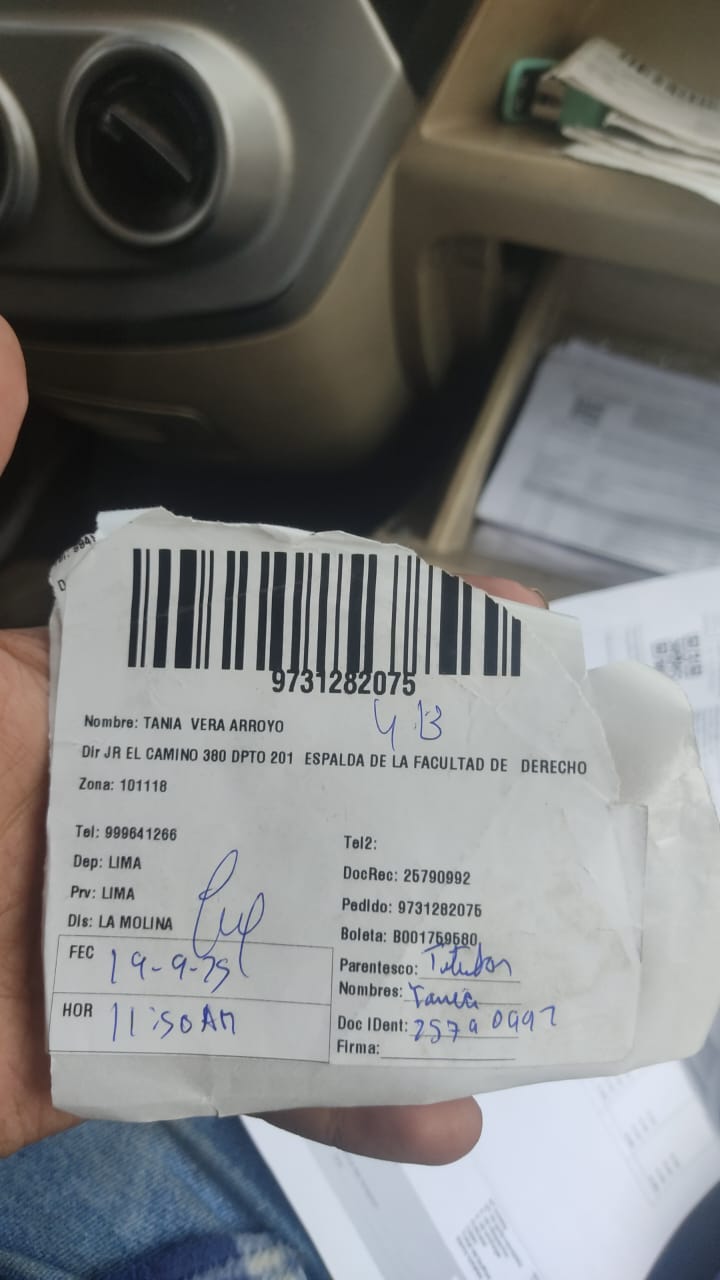 9731282075
Nombre: TANIA VERA ARROYO
Dir JR EL CAMINO 380 DPTO 201 ESPALDA DE LA FACULTAD DE DERECHO
Zona: 101118
Tel: 999641266
Dep: LIMA
Prv: LIMA
Dis: LA MOLINA
FEC 19-9-25
HOR 11:50 AM
Tel2:
DocRec: 25790992
Pedido: 9731282075
Boleta: B001759580
Parentesco: Titular
Nombres: Tania
Doc IDent: 25790992
Firma: